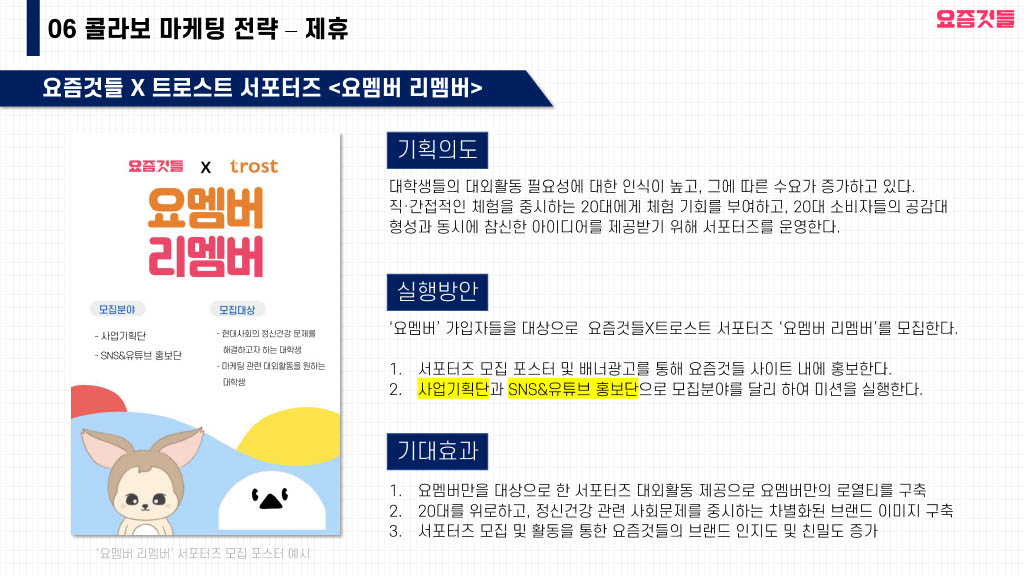 06 콜라보 마케팅 전략 – 제휴
요즘것들
요즘것들 X 트로스트 서포터즈 <요멤버 리멤버>
요즘것들 X trost
요멤버
리멤버
모집분야
- 사업기획단
- SNS&유튜브 홍보단
모집대상
- 현대사회의 정신건강 문제를
해결하고자 하는 대학생
- 마케팅 관련 대외활동을 원하는
대학생
‘요멤버 리멤버’ 서포터즈 모집 포스터 예시
기획의도
대학생들의 대외활동 필요성에 대한 인식이 높고, 그에 따른 수요가 증가하고 있다.
직·간접적인 체험을 중시하는 20대에게 체험 기회를 부여하고, 20대 소비자들의 공감대
형성과 동시에 참신한 아이디어를 제공받기 위해 서포터즈를 운영한다.
실행방안
‘요멤버’ 가입자들을 대상으로 요즘것들X트로스트 서포터즈 ‘요멤버 리멤버’를 모집한다.
1. 서포터즈 모집 포스터 및 배너광고를 통해 요즘것들 사이트 내에 홍보한다.
2. 사업기획단과 SNS&유튜브 홍보단으로 모집분야를 달리 하여 미션을 실행한다.
기대효과
1. 요멤버만을 대상으로 한 서포터즈 대외활동 제공으로 요멤버만의 로열티를 구축
2. 20대를 위로하고, 정신건강 관련 사회문제를 중시하는 차별화된 브랜드 이미지 구축
3. 서포터즈 모집 및 활동을 통한 요즘것들의 브랜드 인지도 및 친밀도 증가